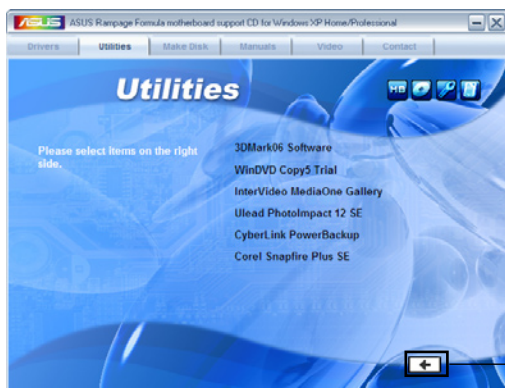 ASUS ASUS Rampage Formula motherboard support CD for Windows XP Home/Professional
Drivers Utilities Make Disk Manuals Video Contact
Utilities
MB
Please select items on the right
side.
3DMark06 Software
WinDVD Copy5 Trial
InterVideo MediaOne Gallery
Ulead PhotoImpact 12 SE
CyberLink PowerBackup
Corel Snapfire Plus SE